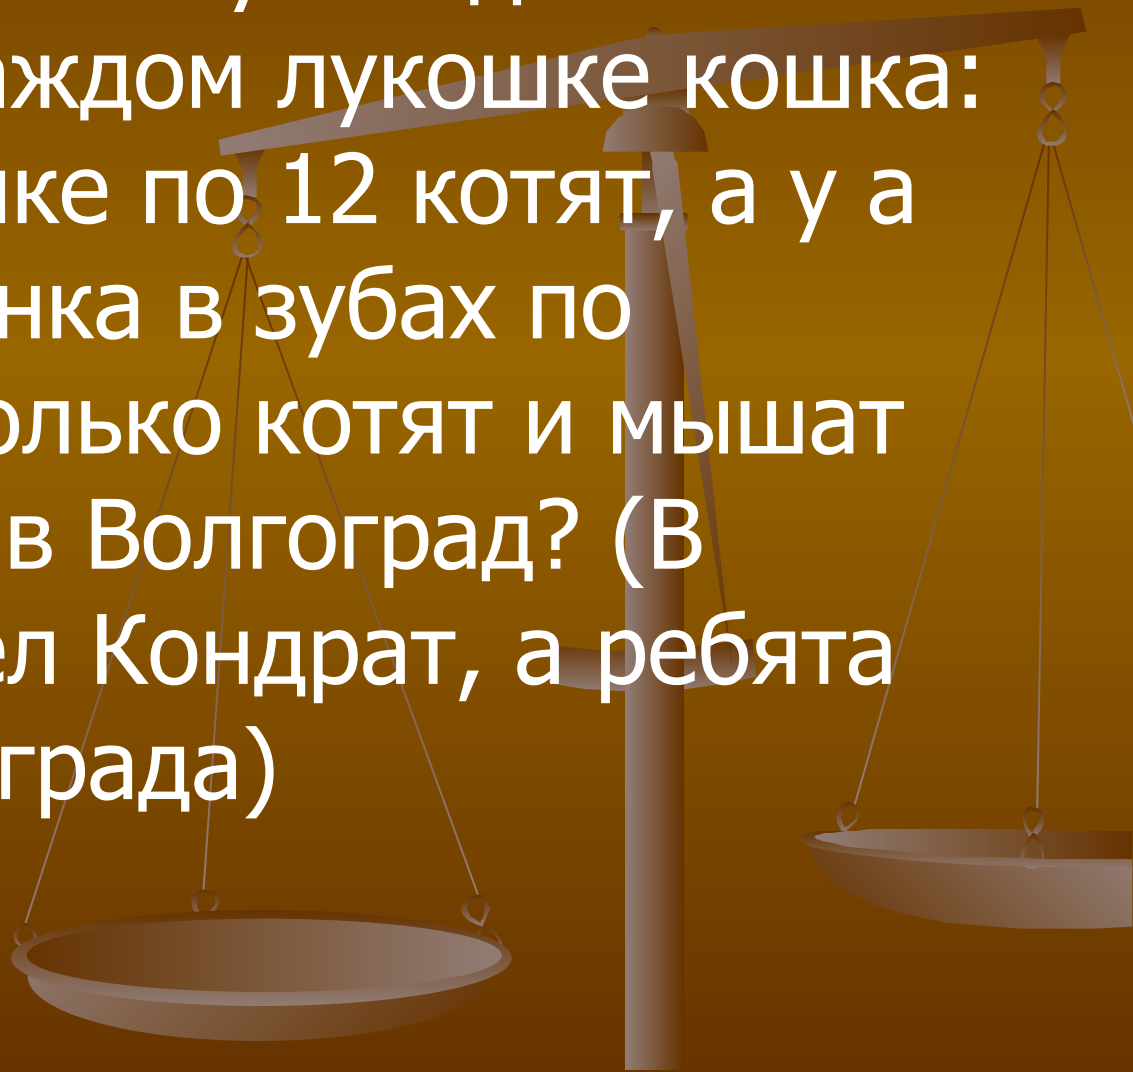 аждом лукошке кошка:
ке по 12 котят, а у а
нка в зубах по
олько котят и мышат
в Волгоград? (В
ел Кондрат, а ребята
града)